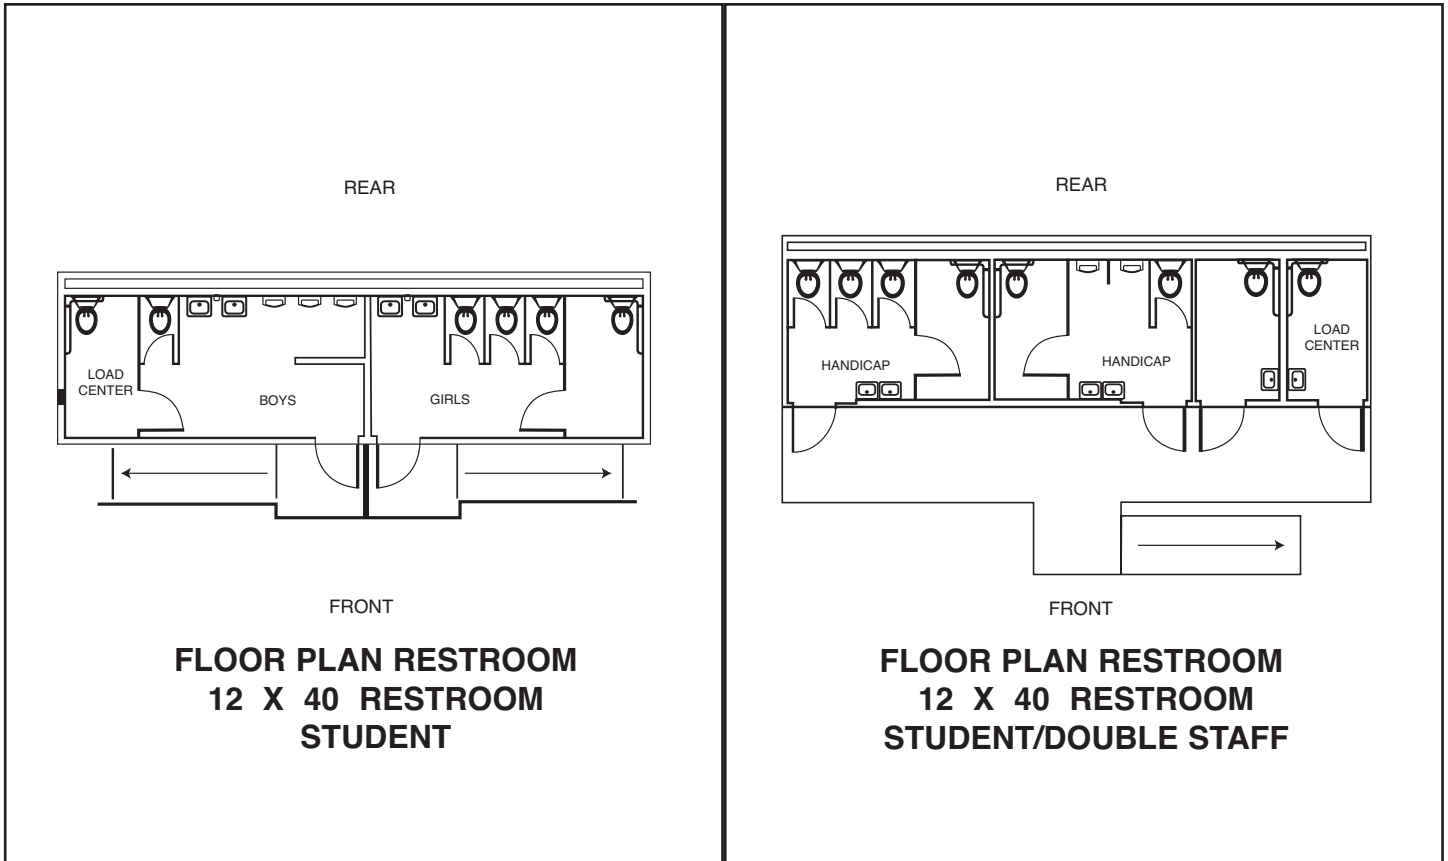 REAR
LOAD
CENTER
BOYS
GIRLS
FRONT
FLOOR PLAN RESTROOM
12 X 40 RESTROOM
STUDENT
REAR
HANDICAP
HANDICAP
LOAD
CENTER
FRONT
FLOOR PLAN RESTROOM
12 X 40 RESTROOM
STUDENT/DOUBLE STAFF